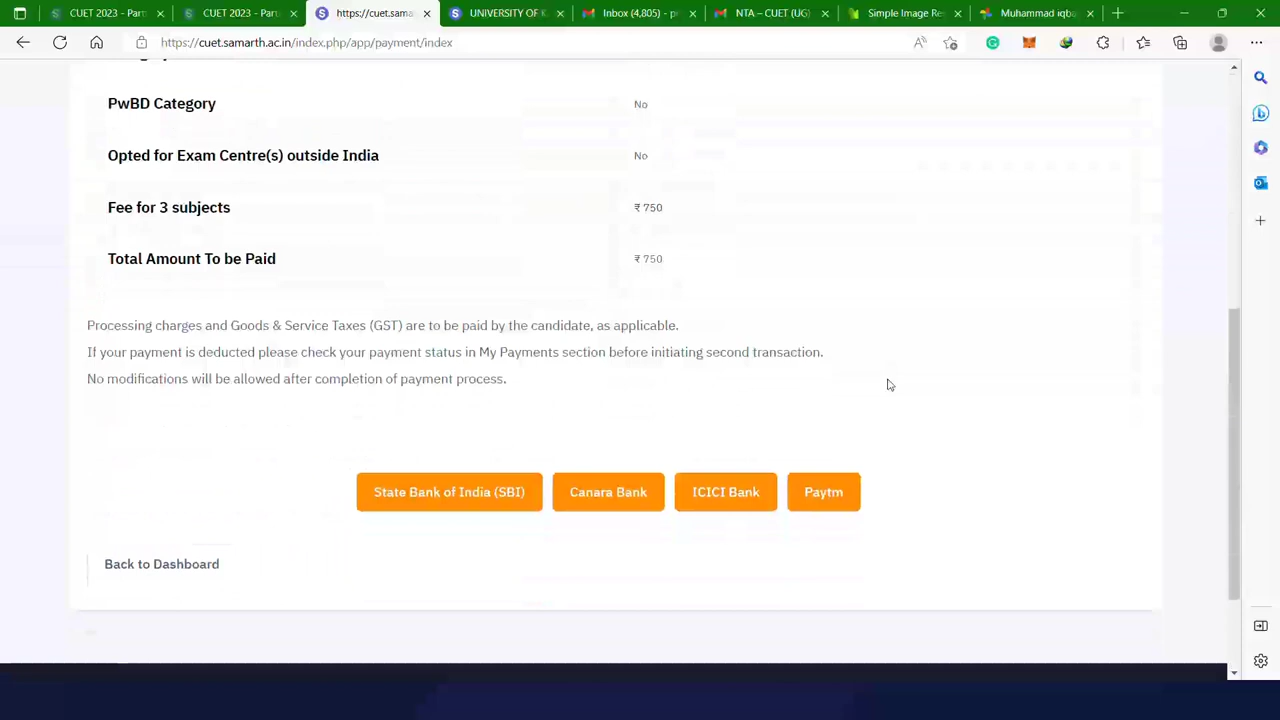 CUET 2023 - Part
CUET 2023 - Part
https://cuet.sama
UNIVERSITY OF K
Inbox (4,805) - p
NTA – CUET (UG)
Simple Image Re
Muhammad iqb
https://cuet.samarth.ac.in/index.php/app/payment/index
PwBD Category
No
Opted for Exam Centre(s) outside India
No
Fee for 3 subjects
₹ 750
Total Amount To be Paid
₹ 750
Processing charges and Goods & Service Taxes (GST) are to be paid by the candidate, as applicable.
If your payment is deducted please check your payment status in My Payments section before initiating second transaction.
No modifications will be allowed after completion of payment process.
State Bank of India (SBI)
Canara Bank
ICICI Bank
Paytm
Back to Dashboard